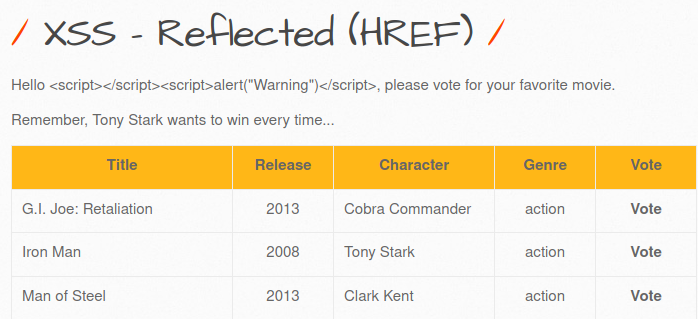 / XSS - Reflected (HREF) /
Hello <script></script><script>alert("Warning")</script>, please vote for your favorite movie.
Remember, Tony Stark wants to win every time...
Title Release Character Genre Vote
G.I. Joe: Retaliation 2013 Cobra Commander action Vote
Iron Man 2008 Tony Stark action Vote
Man of Steel 2013 Clark Kent action Vote